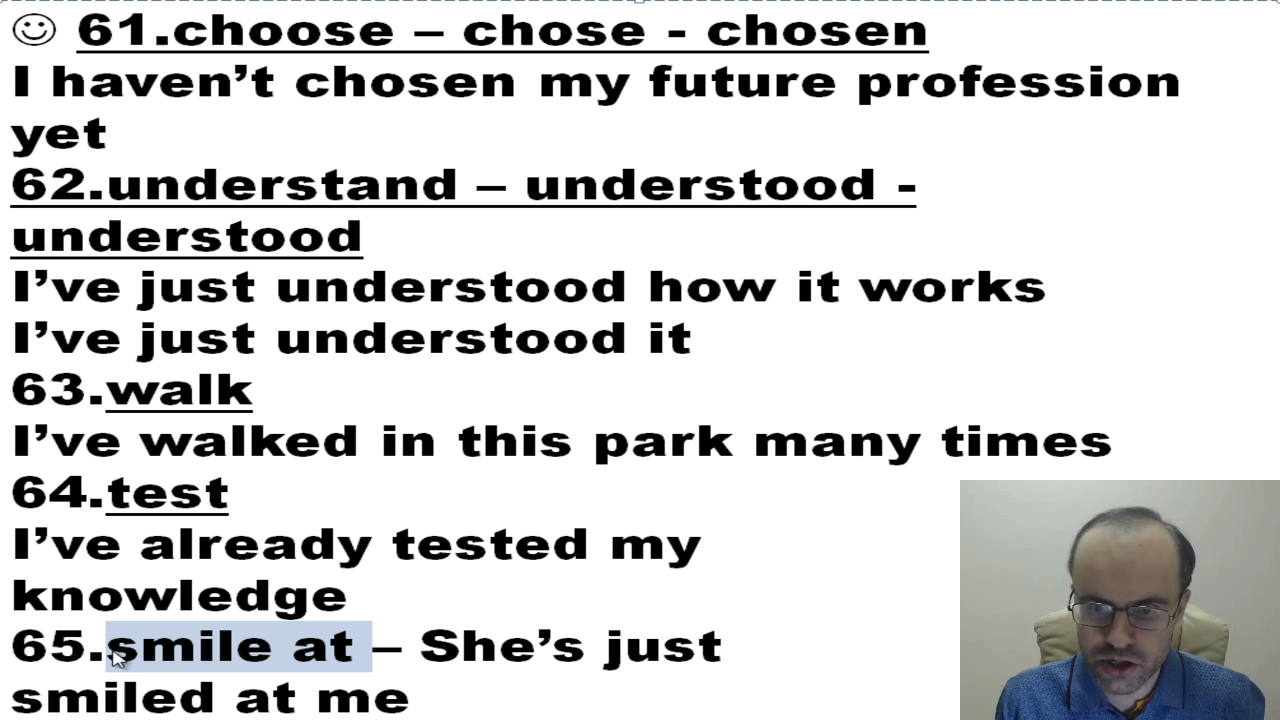 ☺ 61.choose – chose - chosen
I haven’t chosen my future profession
yet
62.understand – understood -
understood
I’ve just understood how it works
I’ve just understood it
63.walk
I’ve walked in this park many times
64.test
I’ve already tested my
knowledge
65.smile at – She’s just
smiled at me